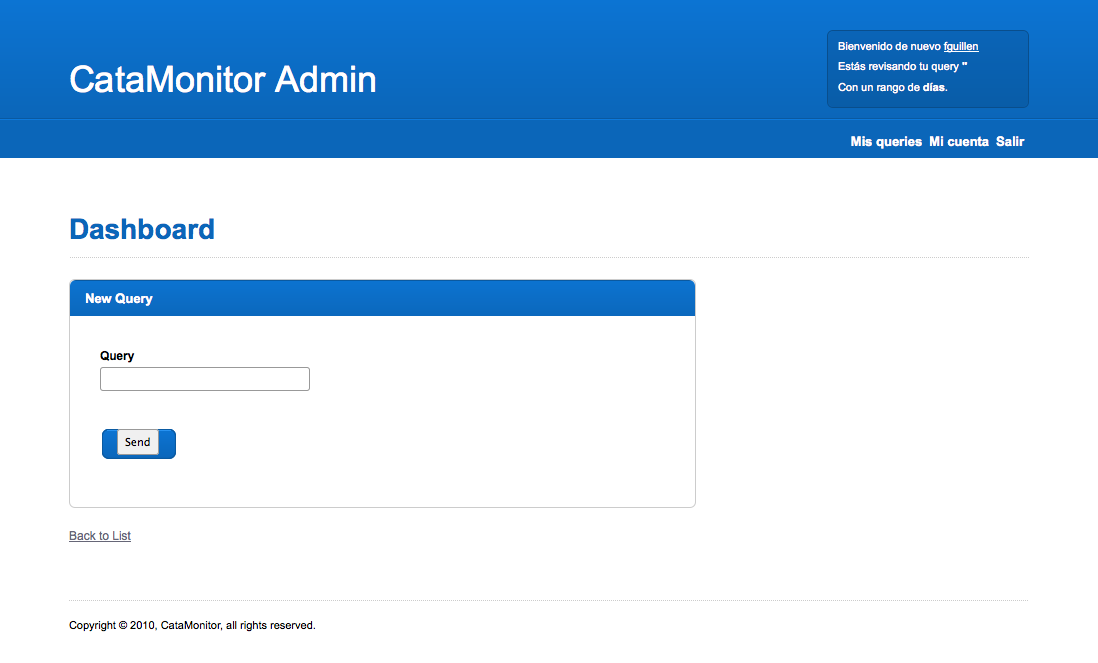 CataMonitor Admin
Bienvenido de nuevo fguillen
Estás revisando tu query ''
Con un rango de días.
Mis queries Mi cuenta Salir
Dashboard
New Query
Query
Send
Back to List
Copyright © 2010, CataMonitor, all rights reserved.